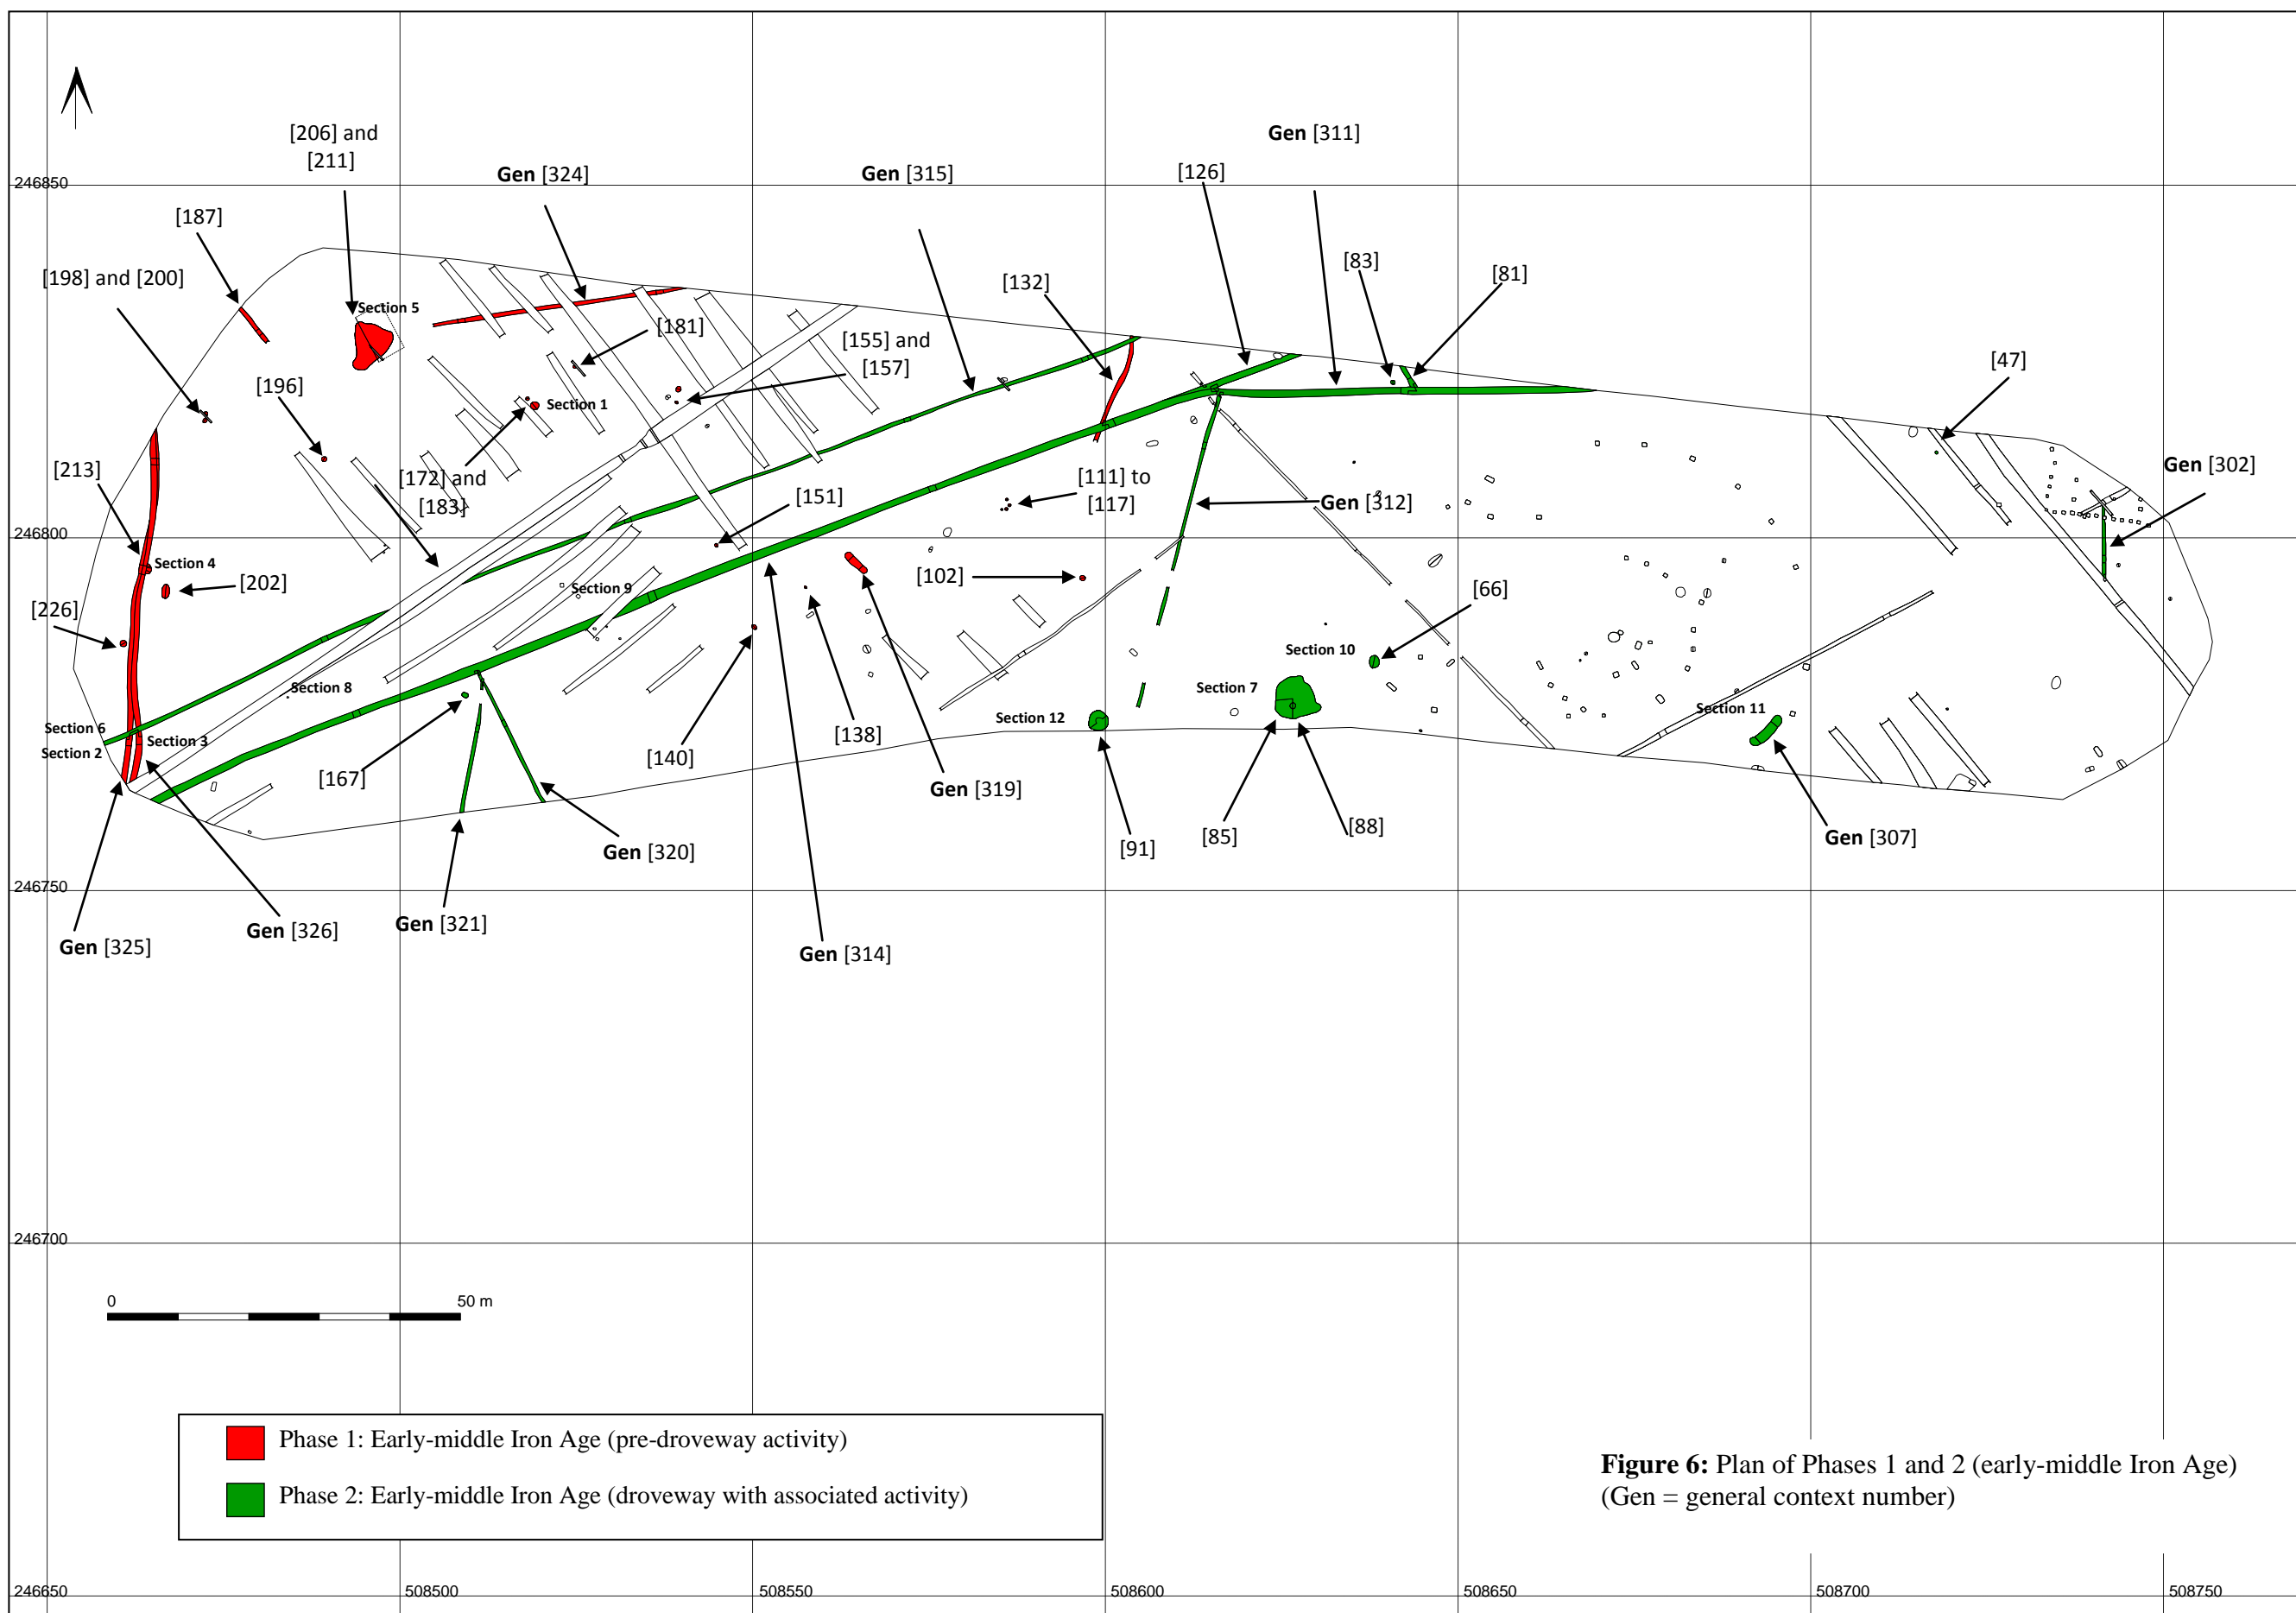 [206] and
[211]
Gen [311]
Gen [324]
Gen [315]
[126]
246850
[187]
[83]
[81]
[198] and [200]
[132]
Section 5
[181]
[155] and
[157]
[47]
[196]
Section 1
[213]
[172] and
[183]
[151]
[111] to
[117]
Gen [312]
Gen [302]
246800
Section 4
[202]
Section 9
[102]
[226]
[66]
Section 10
Section 8
Section 7
Section 12
Section 11
Section 6
Section 2
Section 3
[167]
[140]
[138]
Gen [319]
[91]
[85]
[88]
Gen [307]
Gen [320]
246750
Gen [325]
Gen [326]
Gen [321]
Gen [314]
246700
0
50 m
Phase 1: Early-middle Iron Age (pre-droveway activity)
Phase 2: Early-middle Iron Age (droveway with associated activity)
Figure 6: Plan of Phases 1 and 2 (early-middle Iron Age)
(Gen = general context number)
246650
508500
508550
508600
508650
508700
508750